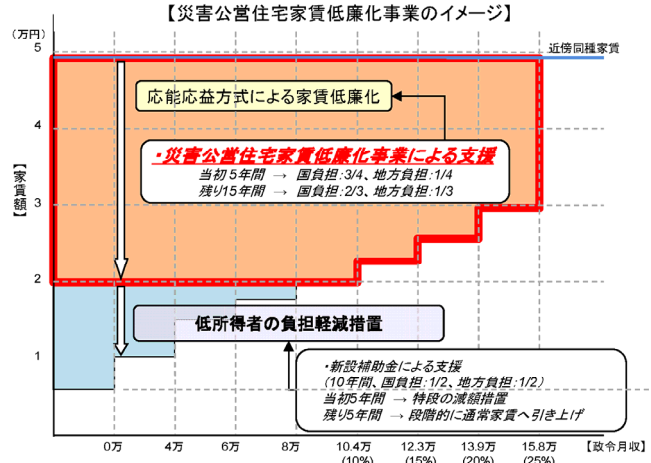 【災害公営住宅家賃低廉化事業のイメージ】
(万円)
5
近傍同種家賃
応能応益方式による家賃低廉化
4
・災害公営住宅家賃低廉化事業による支援
当初5年間 → 国負担:3/4、地方負担:1/4
残り15年間 → 国負担:2/3、地方負担:1/3
【家賃額】
3
2
低所得者の負担軽減措置
1
・新設補助金による支援
(10年間、国負担:1/2、地方負担:1/2)
当初5年間 → 特段の減額措置
残り5年間 → 段階的に通常家賃へ引き上げ
0万 4万 6万 8万 10.4万 12.3万 13.9万 15.8万 【政令月収】
(10%) (15%) (20%) (25%)